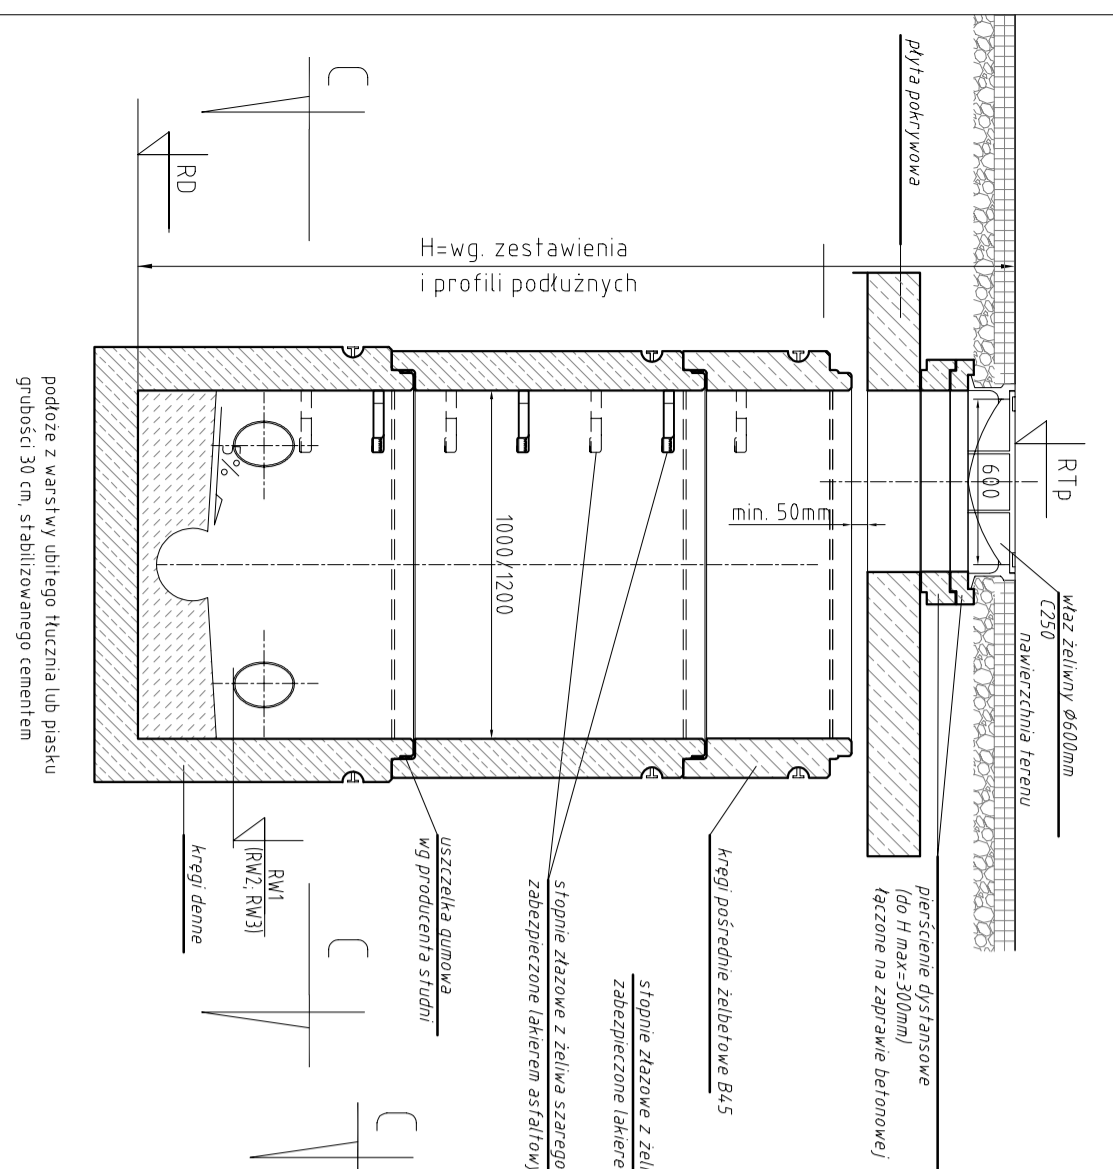 C
RD
H=wg. zestawienia
i profili podłużnych
płyta pokrywowa
RTp
600
właz żeliwny Ø600mm
C250
nawierzchnia terenu
min. 50mm
1000/1200
5%
podłoże z warstwy ubitego tłucznia lub piasku
grubości 30 cm, stabilizowanego cementem
kręgi denne
RW1
(RW2; RW3)
C
uszczelka gumowa
wg producenta studni
stopnie złazowe z żeliwa szarego
zabezpieczone lakierem asfaltowy
stopnie złazowe z żeli
zabezpieczone lakiere
kręgi pośrednie żelbetowe B45
pierścienie dystansowe
(do H max=300mm)
łączone na zaprawie betonowej
C